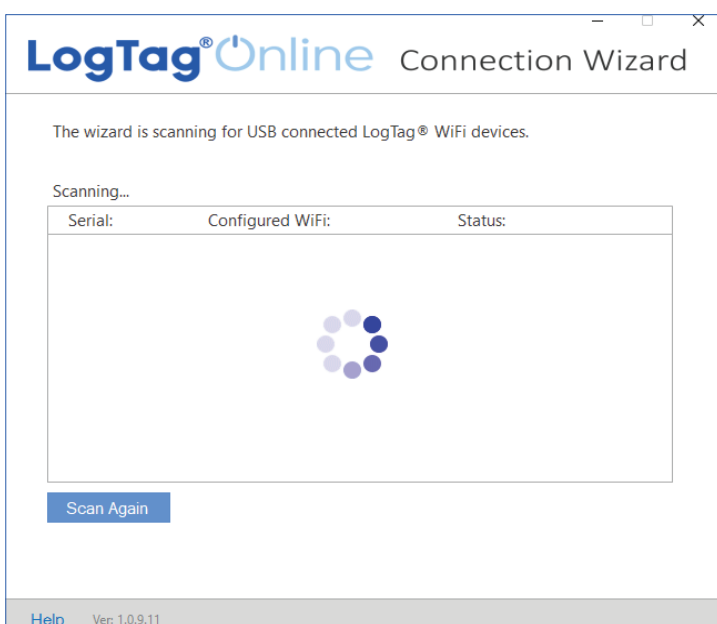 LogTag® Online Connection Wizard
The wizard is scanning for USB connected LogTag® WiFi devices.
Scanning...
Serial: Configured WiFi: Status:
Scan Again
Help Ver: 1.0.9.11